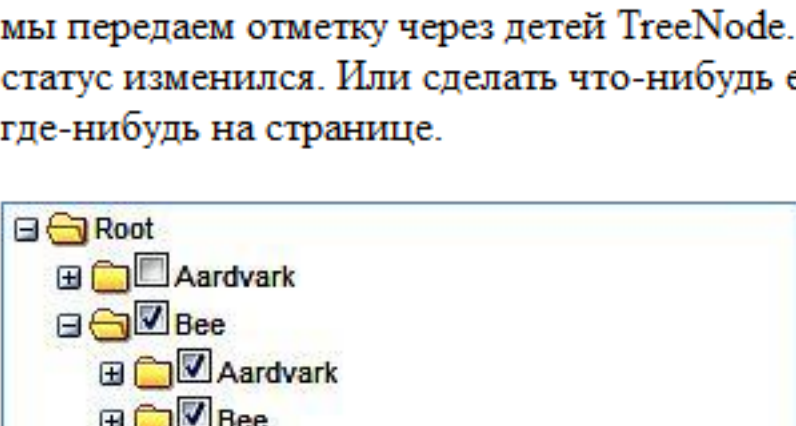 мы передаем отметку через детей TreeNode.
статус изменился. Или сделать что-нибудь
где-нибудь на странице.
Root
Aardvark
Bee
Aardvark
Bee